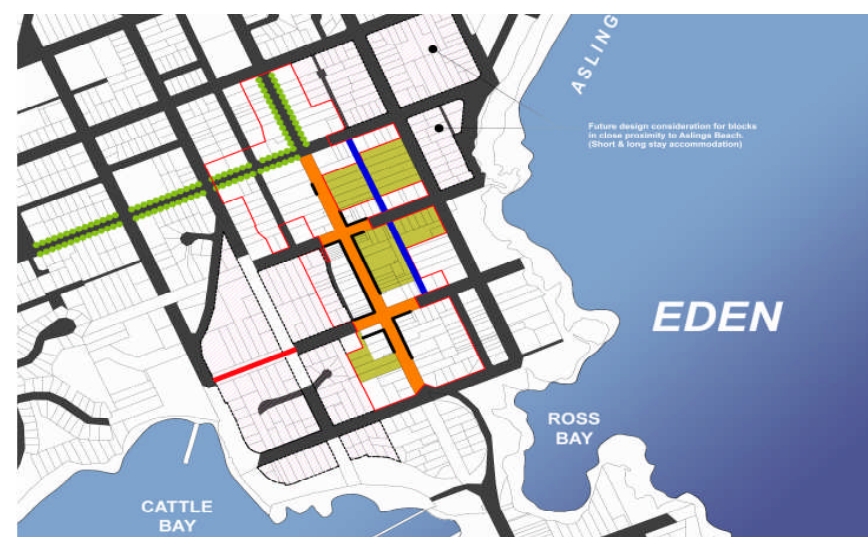 ASLING
Future design consideration for blocks
in close proximity to Aslings Beach.
(Short & long stay accommodation)
EDEN
ROSS
BAY
CATTLE
BAY